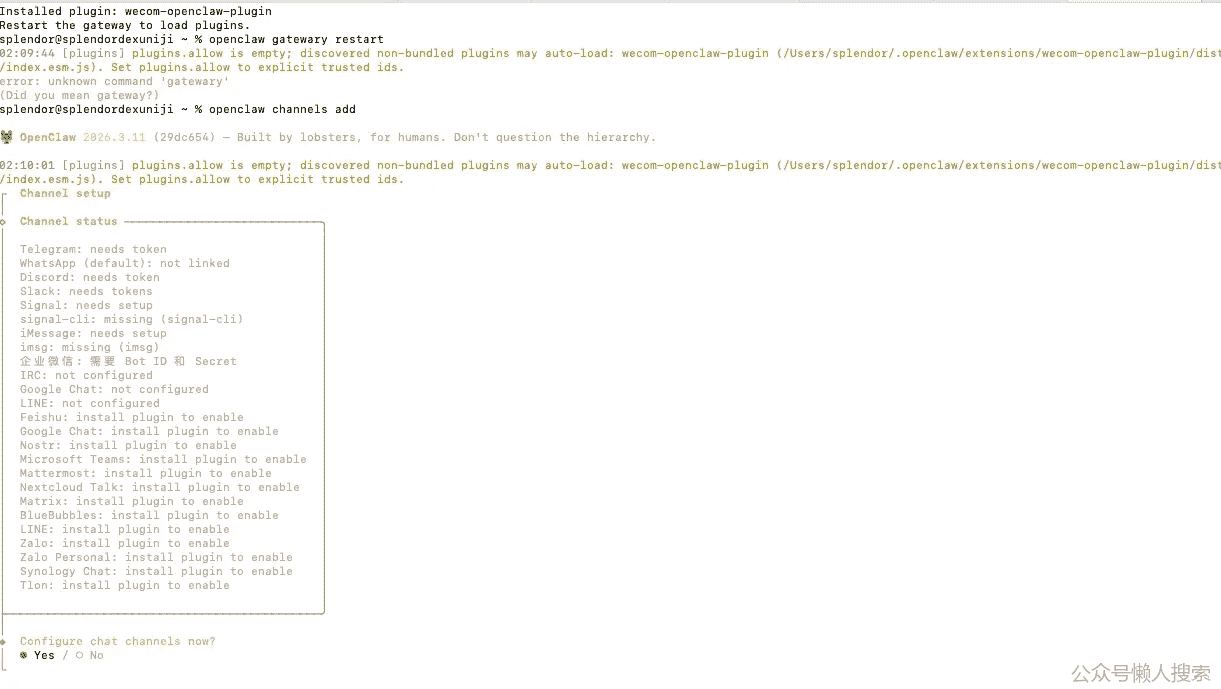 Installed plugin: wecom-openclaw-plugin
Restart the gateway to load plugins.
splendor@splendordexuniji ~ % openclaw gatewary restart
02:09:44 [plugins] plugins.allow is empty; discovered non-bundled plugins may auto-load: wecom-openclaw-plugin (/Users/splendor/.openclaw/extensions/wecom-openclaw-plugin/dist
/index.esm.js). Set plugins.allow to explicit trusted ids.
error: unknown command 'gatewary'
(Did you mean gateway?)
splendor@splendordexuniji ~ % openclaw channels add
OpenClaw 2026.3.11 (29dc654) — Built by lobsters, for humans. Don't question the hierarchy.
02:10:01 [plugins] plugins.allow is empty; discovered non-bundled plugins may auto-load: wecom-openclaw-plugin (/Users/splendor/.openclaw/extensions/wecom-openclaw-plugin/dist
/index.esm.js). Set plugins.allow to explicit trusted ids.
Channel setup
Channel status
Telegram: needs token
WhatsApp (default): not linked
Discord: needs token
Slack: needs tokens
Signal: needs setup
signal-cli: missing (signal-cli)
iMessage: needs setup
imsg: missing (imsg)
企业微信: 需要 Bot ID 和 Secret
IRC: not configured
Google Chat: not configured
LINE: not configured
Feishu: install plugin to enable
Google Chat: install plugin to enable
Nostr: install plugin to enable
Microsoft Teams: install plugin to enable
Mattermost: install plugin to enable
Nextcloud Talk: install plugin to enable
Matrix: install plugin to enable
BlueBubbles: install plugin to enable
LINE: install plugin to enable
Zalo: install plugin to enable
Zalo Personal: install plugin to enable
Synology Chat: install plugin to enable
Tlon: install plugin to enable
Configure chat channels now?
● Yes / ○ No
公众号懒人搜索